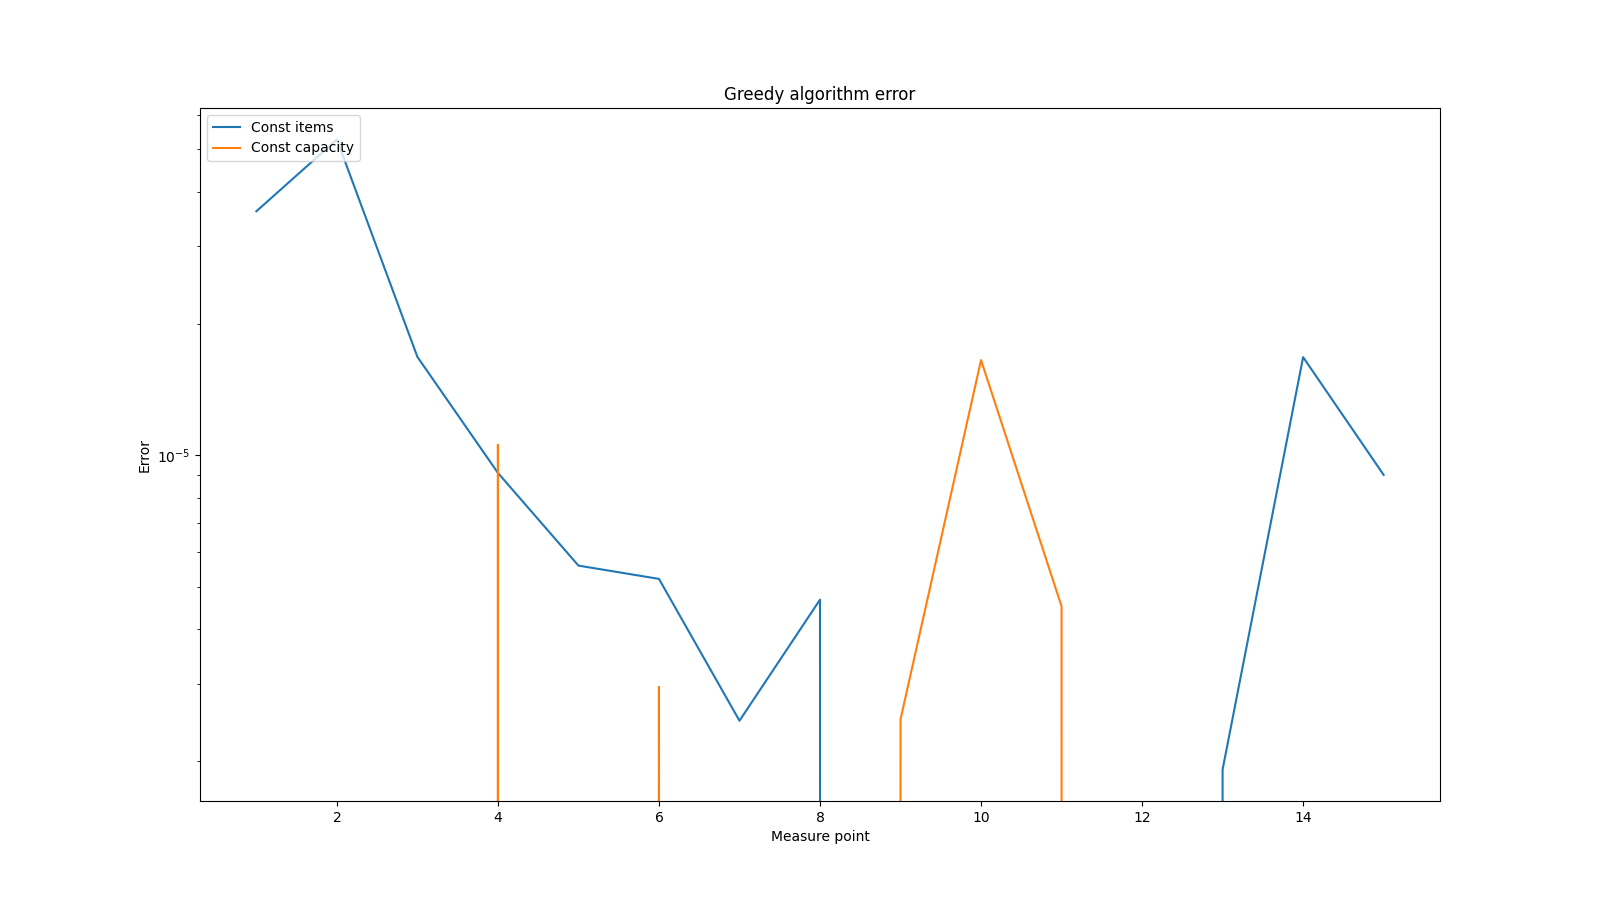 Greedy algorithm error
Const items
Const capacity
Error
10⁻⁵
2 4 6 8 10 12 14
Measure point